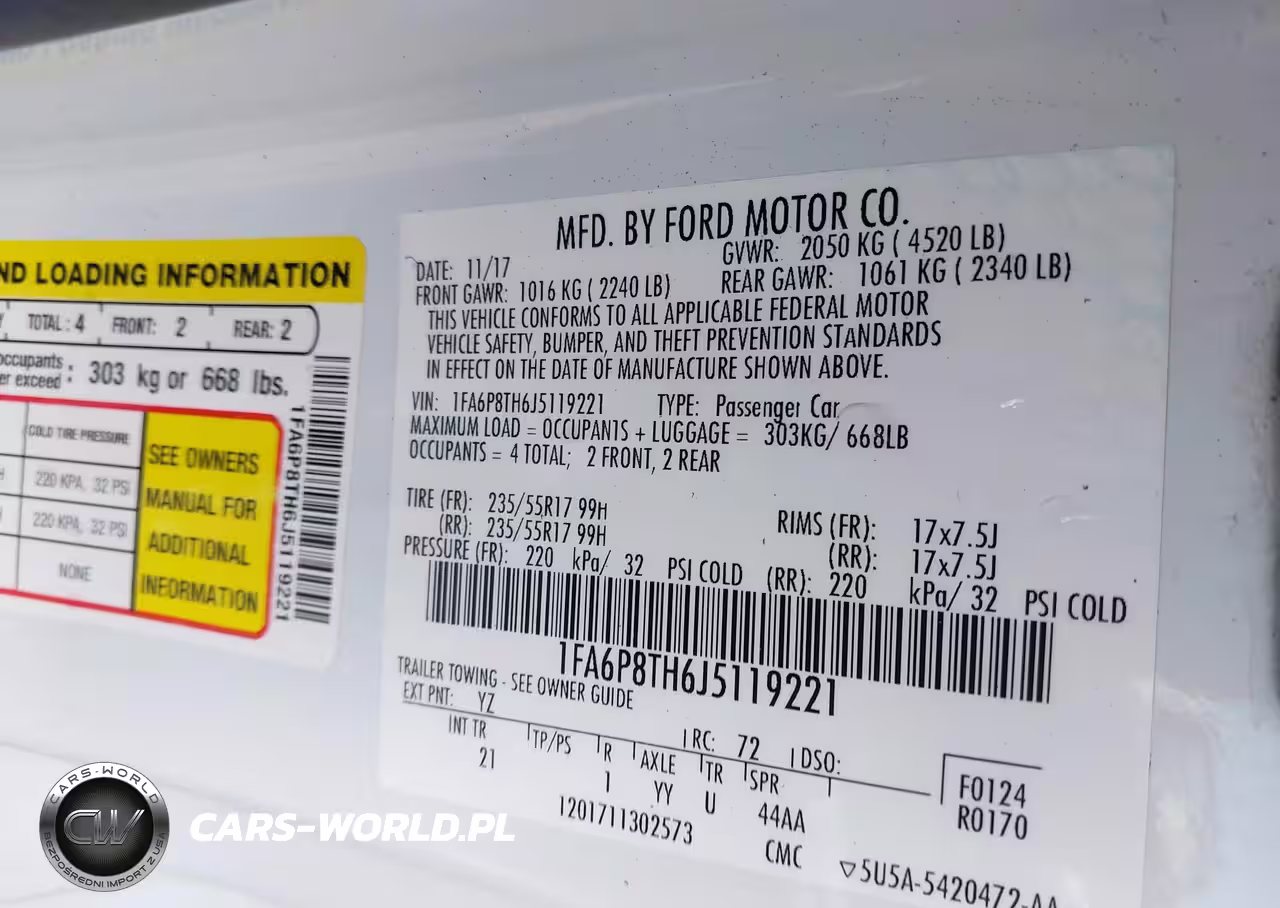 ND LOADING INFORMATION
TOTAL: 4 FRONT: 2 REAR: 2
occupants
er exceed : 303 kg or 668 lbs.
COLD TIRE PRESSURE
220 KPA, 32 PSI
220 KPA, 32 PSI
NONE
SEE OWNERS
MANUAL FOR
ADDITIONAL
INFORMATION
1FA6P8TH6J5119221
MFD. BY FORD MOTOR CO.
DATE: 11/17 GVWR: 2050 KG ( 4520 LB)
FRONT GAWR: 1016 KG ( 2240 LB) REAR GAWR: 1061 KG ( 2340 LB)
THIS VEHICLE CONFORMS TO ALL APPLICABLE FEDERAL MOTOR
VEHICLE SAFETY, BUMPER, AND THEFT PREVENTION STANDARDS
IN EFFECT ON THE DATE OF MANUFACTURE SHOWN ABOVE.
VIN: 1FA6P8TH6J5119221 TYPE: Passenger Car
MAXIMUM LOAD = OCCUPANTS + LUGGAGE = 303KG/ 668LB
OCCUPANTS = 4 TOTAL; 2 FRONT, 2 REAR
TIRE (FR): 235/55R17 99H RIMS (FR): 17x7.5J
(RR): 235/55R17 99H (RR): 17x7.5J
PRESSURE (FR): 220 kPa/ 32 PSI COLD (RR): 220 kPa/ 32 PSI COLD
1FA6P8TH6J5119221
TRAILER TOWING - SEE OWNER GUIDE
EXT PNT: YZ RC: 72 DSO:
INT TR TP/PS R AXLE TR SPR F0124
21 1 YY U 44AA R0170
1201711302573 CMC
▽5U5A-5420472-AA
CARS-WORLD
CW
BEZPOŚREDNI IMPORT Z USA
CARS-WORLD.PL